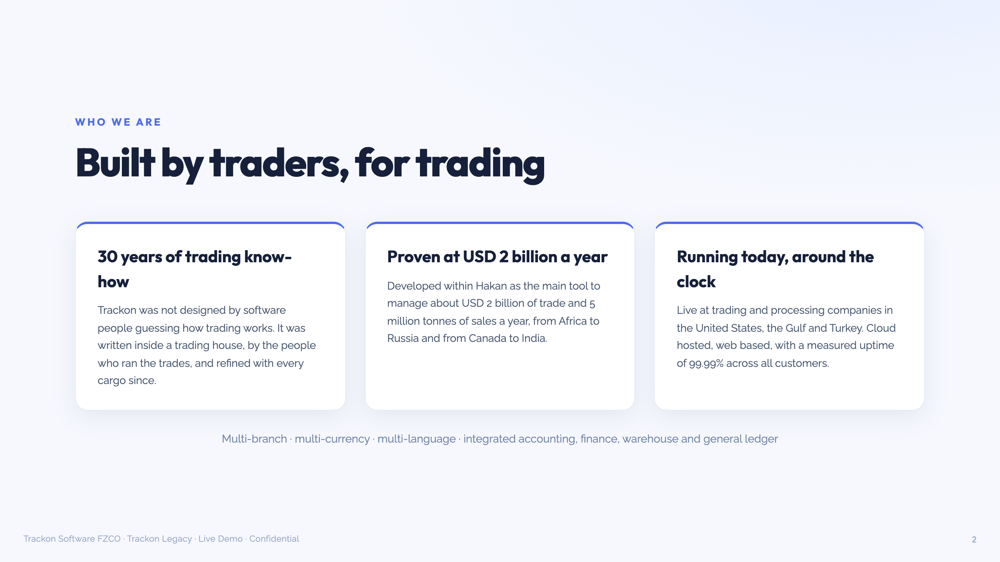 WHO WE ARE
Built by traders, for trading
30 years of trading know-
how
Trackon was not designed by software
people guessing how trading works. It was
written inside a trading house, by the people
who ran the trades, and refined with every
cargo since.
Proven at USD 2 billion a year
Developed within Hakan as the main tool to
manage about USD 2 billion of trade and 5
million tonnes of sales a year, from Africa to
Russia and from Canada to India.
Running today, around the
clock
Live at trading and processing companies in
the United States, the Gulf and Turkey. Cloud
hosted, web based, with a measured uptime
of 99.99% across all customers.
Multi-branch · multi-currency · multi-language · integrated accounting, finance, warehouse and general ledger
Trackon Software FZCO · Trackon Legacy · Live Demo · Confidential
2